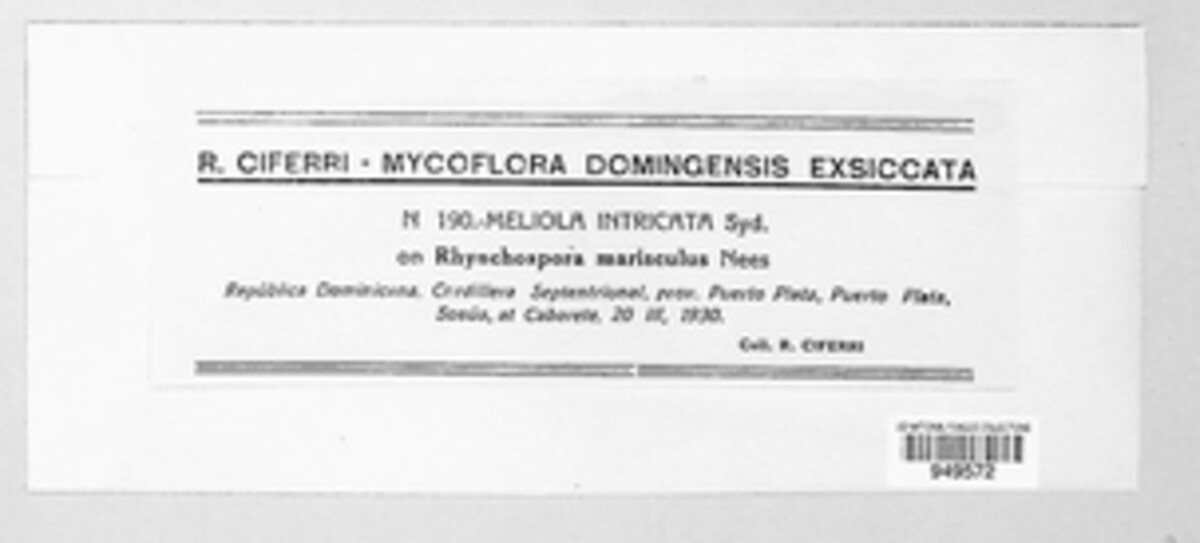 R. CIFERRI - MYCOFLORA DOMINGENSIS EXSICCATA
N 190.-MELIOLA INTRICATA Syd.
on Rhynchospora marisculus Nees
República Dominicana, Cordillera Septentrional, prov. Puerto Plata, Puerto Plata,
Sosúa, at Cabarete, 20 III, 1930.
Coll. R. CIFERRI
949572